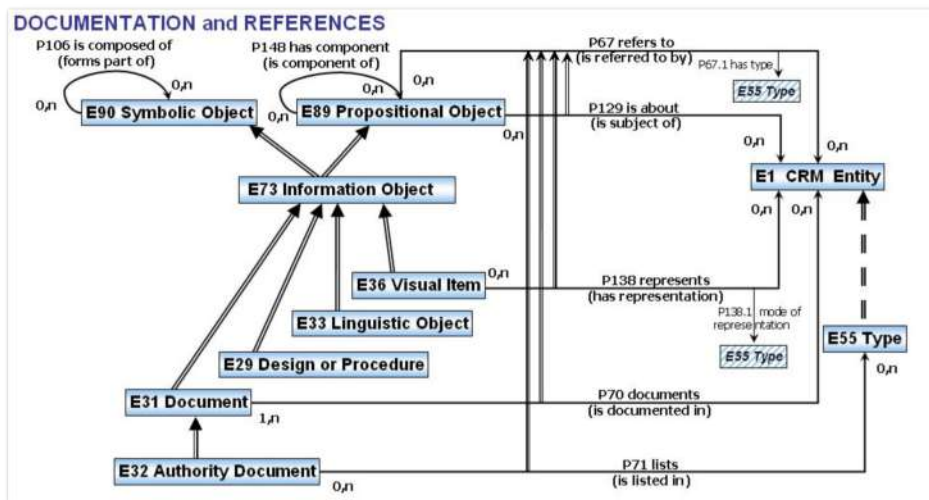 DOCUMENTATION and REFERENCES
P106 is composed of
(forms part of)
P148 has component
(is component of)
P67 refers to
(is referred to by)
P67.1 has type
E55 Type
0,n
0,n
0,n
0,n
E90 Symbolic Object
E89 Propositional Object
0,n
P129 is about
(is subject of)
0,n
0,n
E1 CRM Entity
E73 Information Object
0,n
0,n
E36 Visual Item
0,n
P138 represents
(has representation)
P138.1 mode of
representation
E33 Linguistic Object
E55 Type
E55 Type
0,n
E29 Design or Procedure
E31 Document
1,n
P70 documents
(is documented in)
E32 Authority Document
0,n
P71 lists
(is listed in)